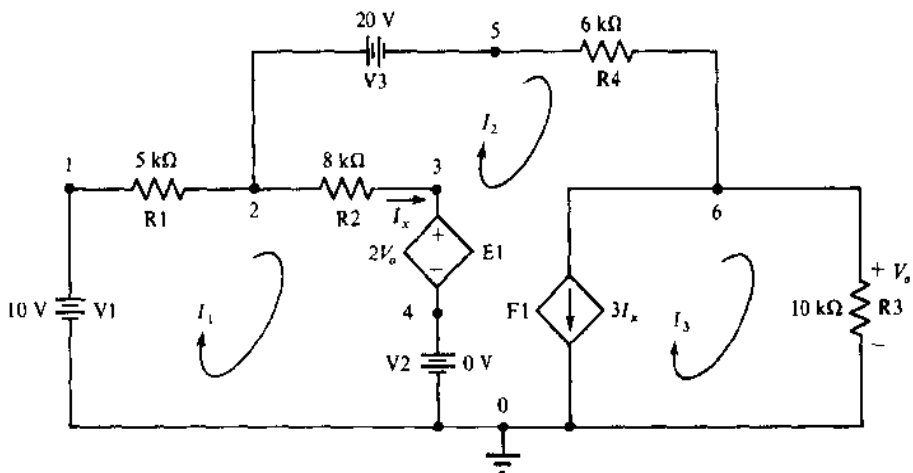 20 V
5
6 kΩ
V3
R4
I₂
1
5 kΩ
2
8 kΩ
3
R1
R2
Iₓ
6
2Vₒ
+
−
E1
+ Vₒ
10 V
V1
I₁
4
F1
3Iₓ
I₃
10 kΩ
R3
−
V2
0 V
0